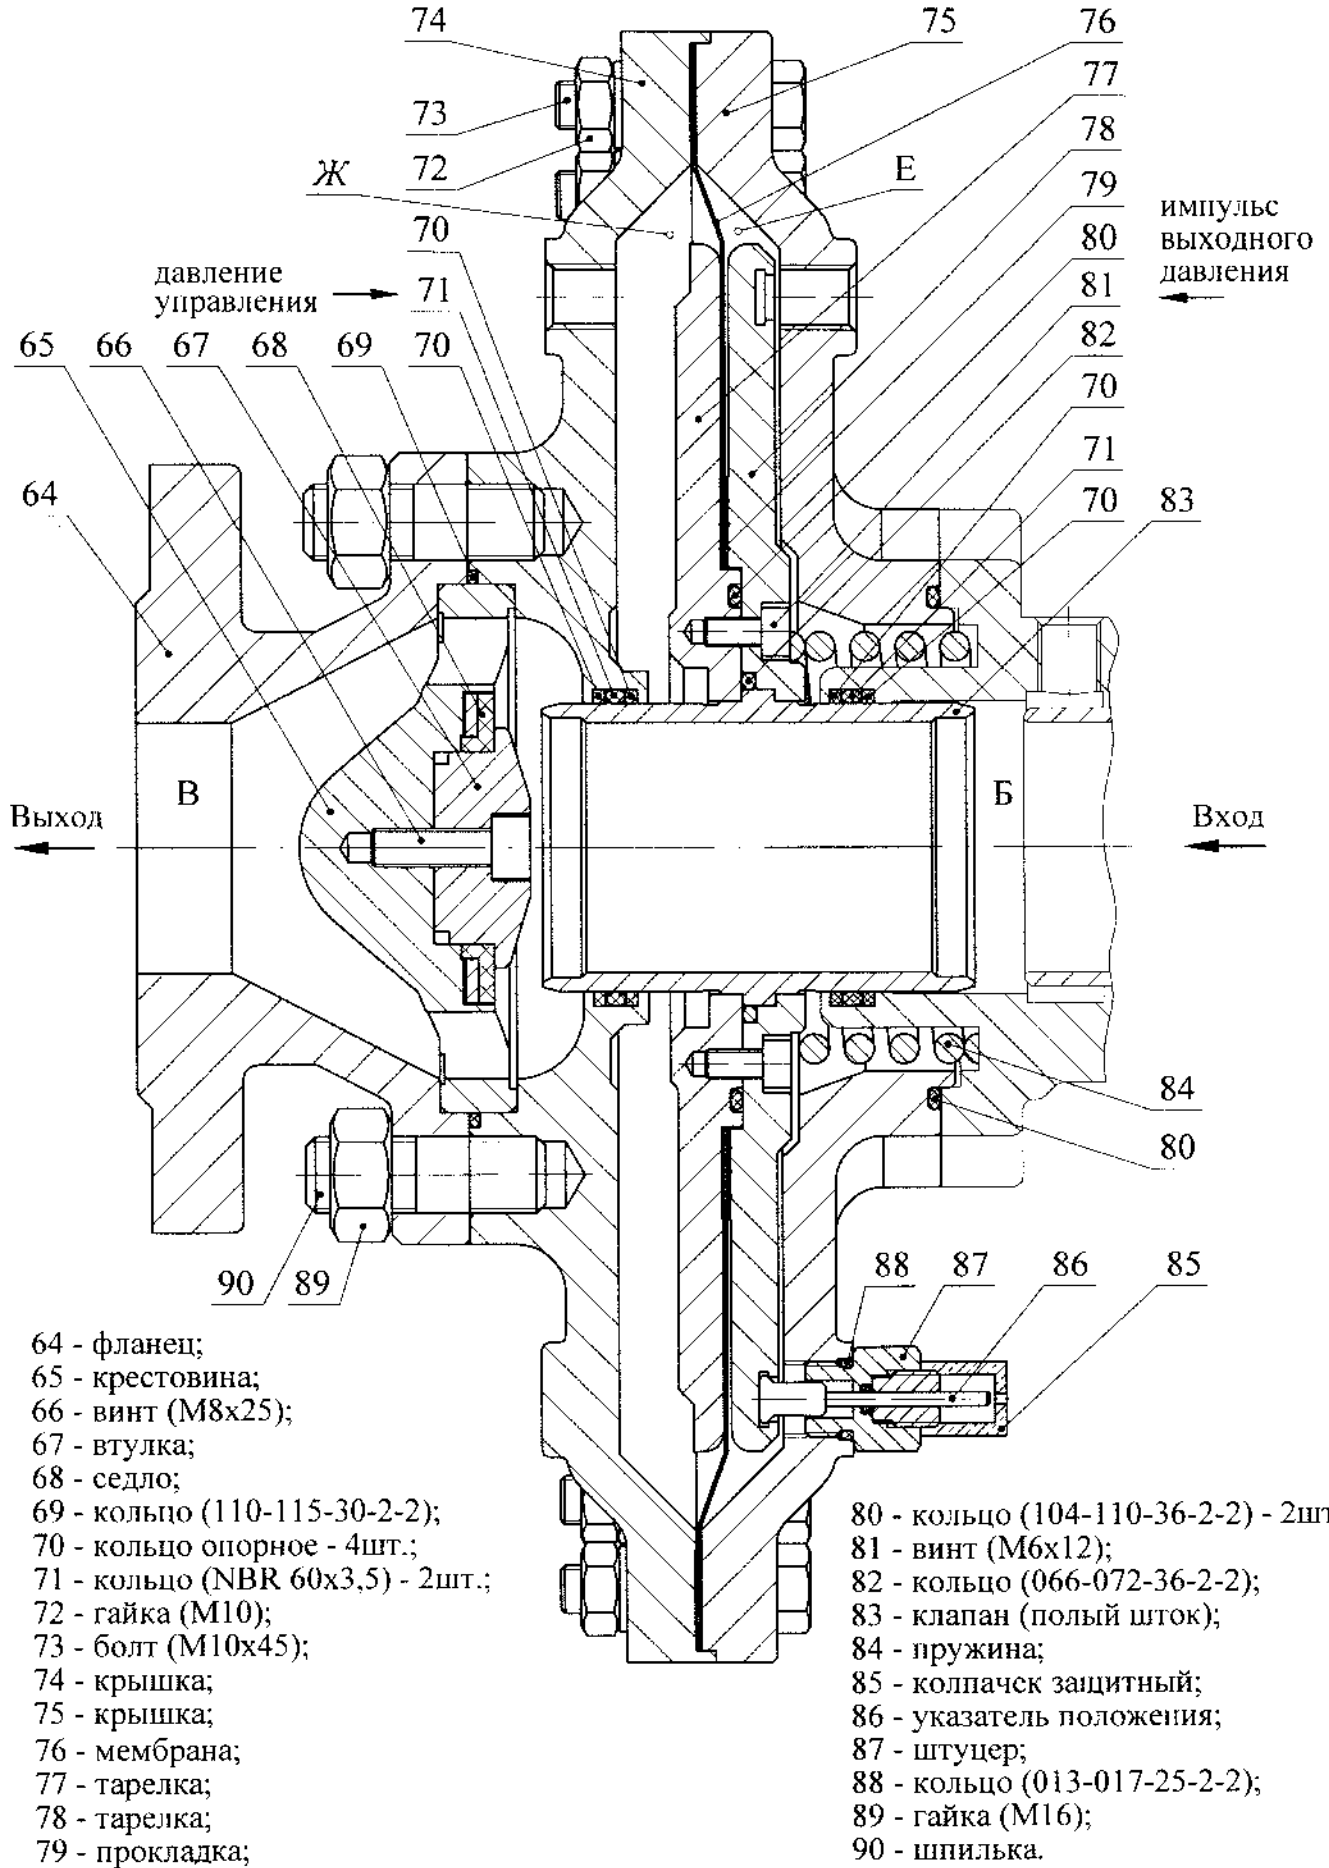 74
75
76
77
78
79
80
81
82
70
71
70
83
73
72
Ж
Е
70
71
70
импульс
выходного
давления
давление
управления
65
66
67
68
69
64
В
Б
Выход
Вход
84
80
90
89
88
87
86
85
64 - фланец;
65 - крестовина;
66 - винт (М8х25);
67 - втулка;
68 - седло;
69 - кольцо (110-115-30-2-2);
70 - кольцо опорное - 4шт.;
71 - кольцо (NBR 60х3,5) - 2шт.;
72 - гайка (М10);
73 - болт (М10х45);
74 - крышка;
75 - крышка;
76 - мембрана;
77 - тарелка;
78 - тарелка;
79 - прокладка;
80 - кольцо (104-110-36-2-2) - 2шт
81 - винт (М6х12);
82 - кольцо (066-072-36-2-2);
83 - клапан (полый шток);
84 - пружина;
85 - колпачек защитный;
86 - указатель положения;
87 - штуцер;
88 - кольцо (013-017-25-2-2);
89 - гайка (М16);
90 - шпилька.